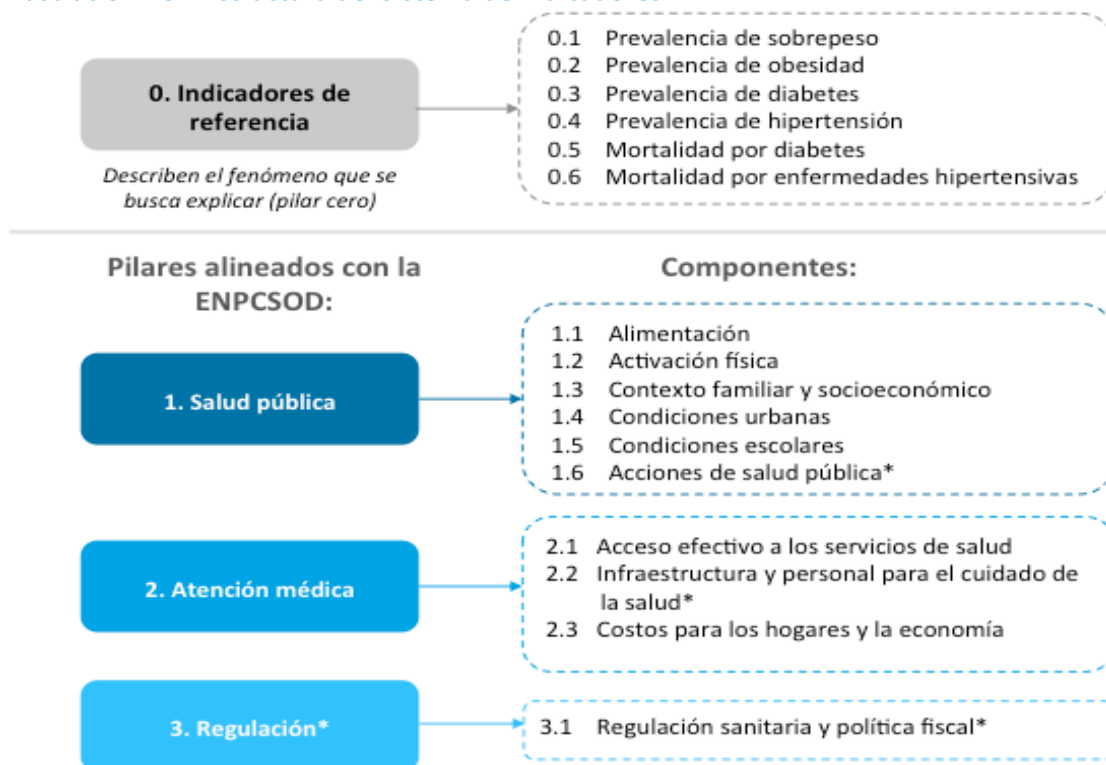 0. Indicadores de
referencia
Describen el fenómeno que se
busca explicar (pilar cero)
0.1 Prevalencia de sobrepeso
0.2 Prevalencia de obesidad
0.3 Prevalencia de diabetes
0.4 Prevalencia de hipertensión
0.5 Mortalidad por diabetes
0.6 Mortalidad por enfermedades hipertensivas
Pilares alineados con la
ENPCSOD:
Componentes:
1. Salud pública
1.1 Alimentación
1.2 Activación física
1.3 Contexto familiar y socioeconómico
1.4 Condiciones urbanas
1.5 Condiciones escolares
1.6 Acciones de salud pública*
2. Atención médica
2.1 Acceso efectivo a los servicios de salud
2.2 Infraestructura y personal para el cuidado de
la salud*
2.3 Costos para los hogares y la economía
3. Regulación*
3.1 Regulación sanitaria y política fiscal*